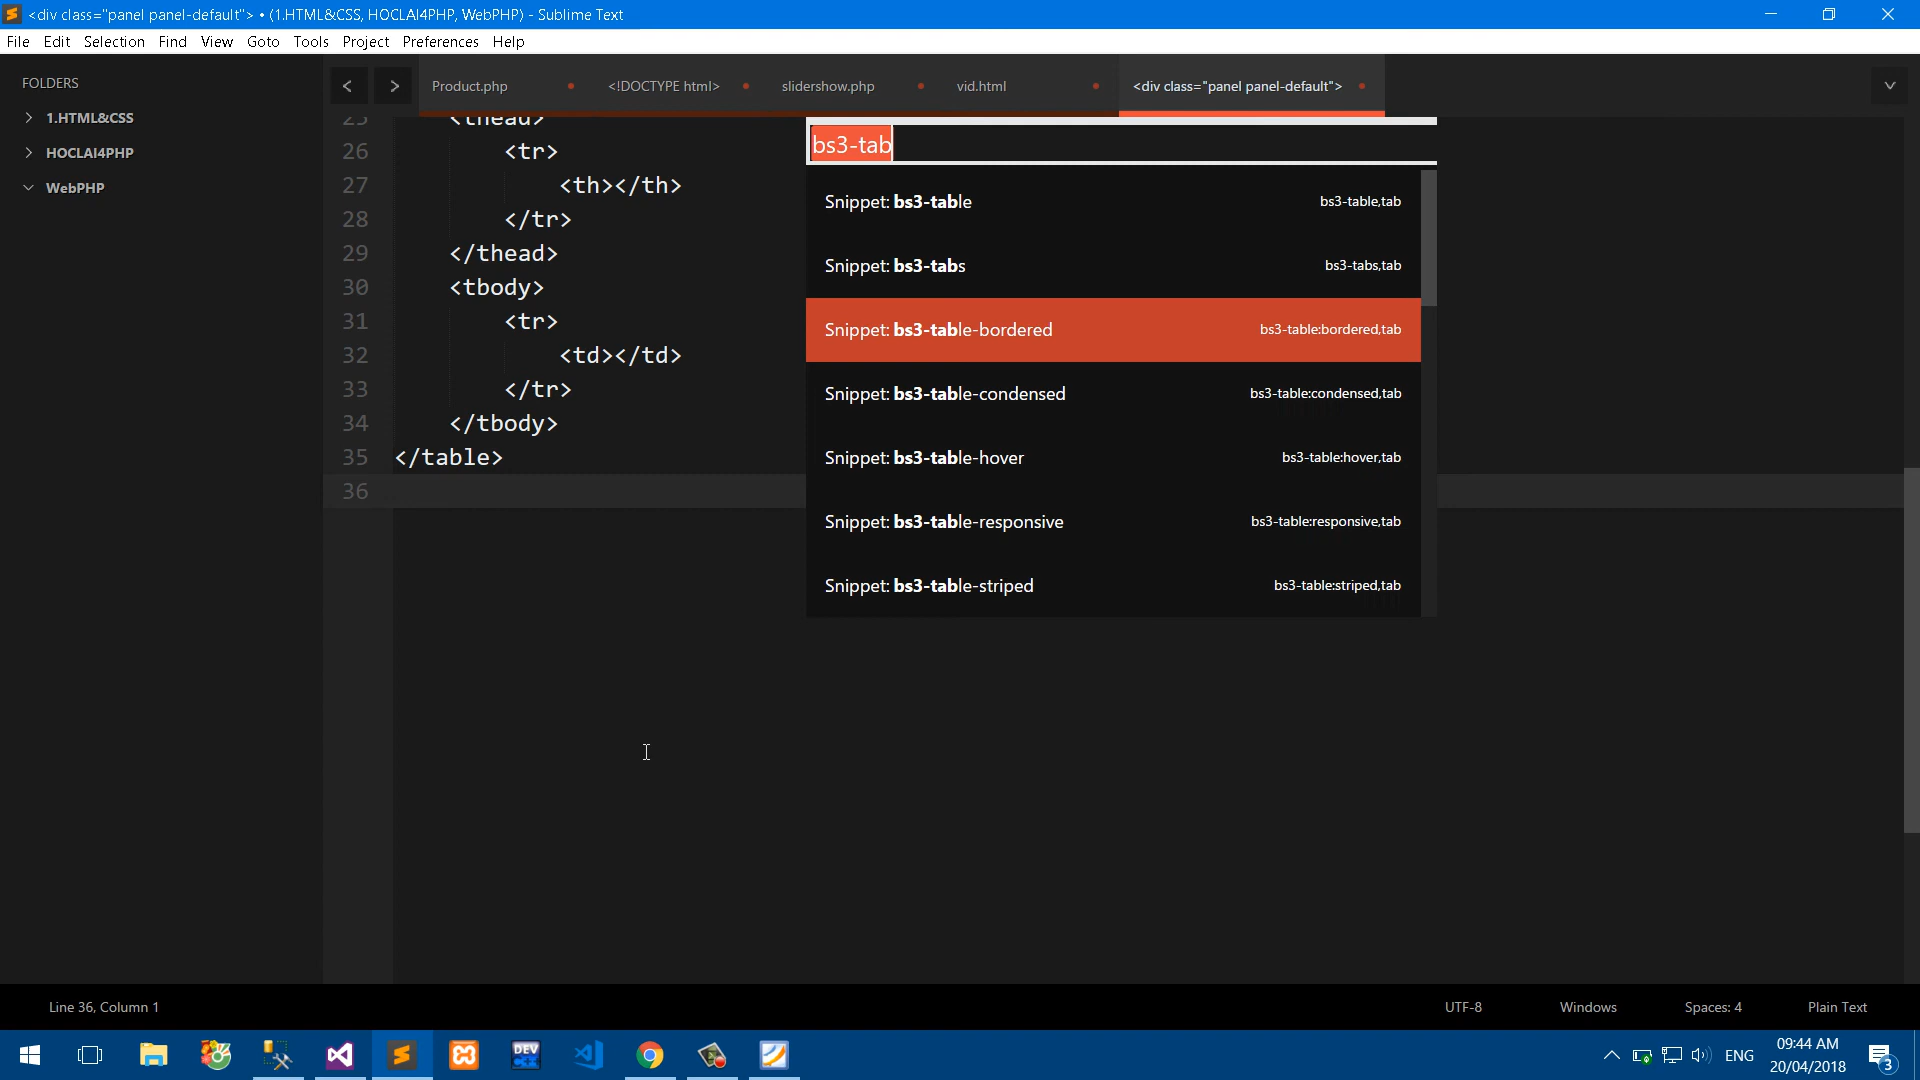 <div class="panel panel-default"> • (1.HTML&CSS, HOCLAI4PHP, WebPHP) - Sublime Text
File Edit Selection Find View Goto Tools Project Preferences Help
FOLDERS
1.HTML&CSS
HOCLAI4PHP
WebPHP
Product.php
<!DOCTYPE html>
slidershow.php
vid.html
<div class="panel panel-default">
25 <thead>
26 <tr>
27 <th></th>
28 </tr>
29 </thead>
30 <tbody>
31 <tr>
32 <td></td>
33 </tr>
34 </tbody>
35 </table>
36
bs3-tab
Snippet: bs3-table bs3-table,tab
Snippet: bs3-tabs bs3-tabs,tab
Snippet: bs3-table-bordered bs3-table:bordered,tab
Snippet: bs3-table-condensed bs3-table:condensed,tab
Snippet: bs3-table-hover bs3-table:hover,tab
Snippet: bs3-table-responsive bs3-table:responsive,tab
Snippet: bs3-table-striped bs3-table:striped,tab
Line 36, Column 1
UTF-8
Windows
Spaces: 4
Plain Text
DEV
ENG
09:44 AM
20/04/2018
3